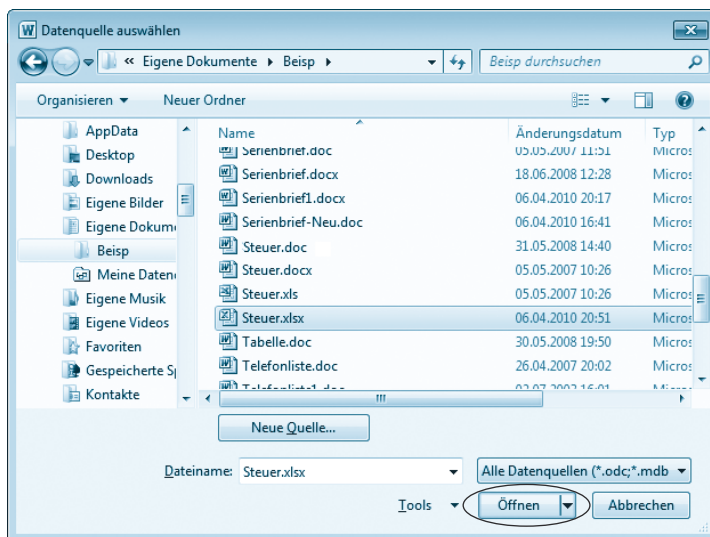 Datenquelle auswählen
« Eigene Dokumente Beisp Beisp durchsuchen
Organisieren Neuer Ordner
Name Änderungsdatum Typ
AppData
Desktop
Downloads
Eigene Bilder
Eigene Dokum
Beisp
Meine Daten
Eigene Musik
Eigene Videos
Favoriten
Gespeicherte Sp
Kontakte
Serienbrief.doc 05.05.2007 11:51 Micros
Serienbrief.docx 18.06.2008 12:28 Micros
Serienbrief1.docx 06.04.2010 20:17 Micros
Serienbrief-Neu.doc 06.04.2010 16:41 Micros
Steuer.doc 31.05.2008 14:40 Micros
Steuer.docx 05.05.2007 10:26 Micros
Steuer.xls 05.05.2007 10:26 Micros
Steuer.xlsx 06.04.2010 20:51 Micros
Tabelle.doc 30.05.2008 19:50 Micros
Telefonliste.doc 26.04.2007 20:02 Micros
Neue Quelle...
Dateiname: Steuer.xlsx Alle Datenquellen (*.odc;*.mdb
Tools Öffnen Abbrechen